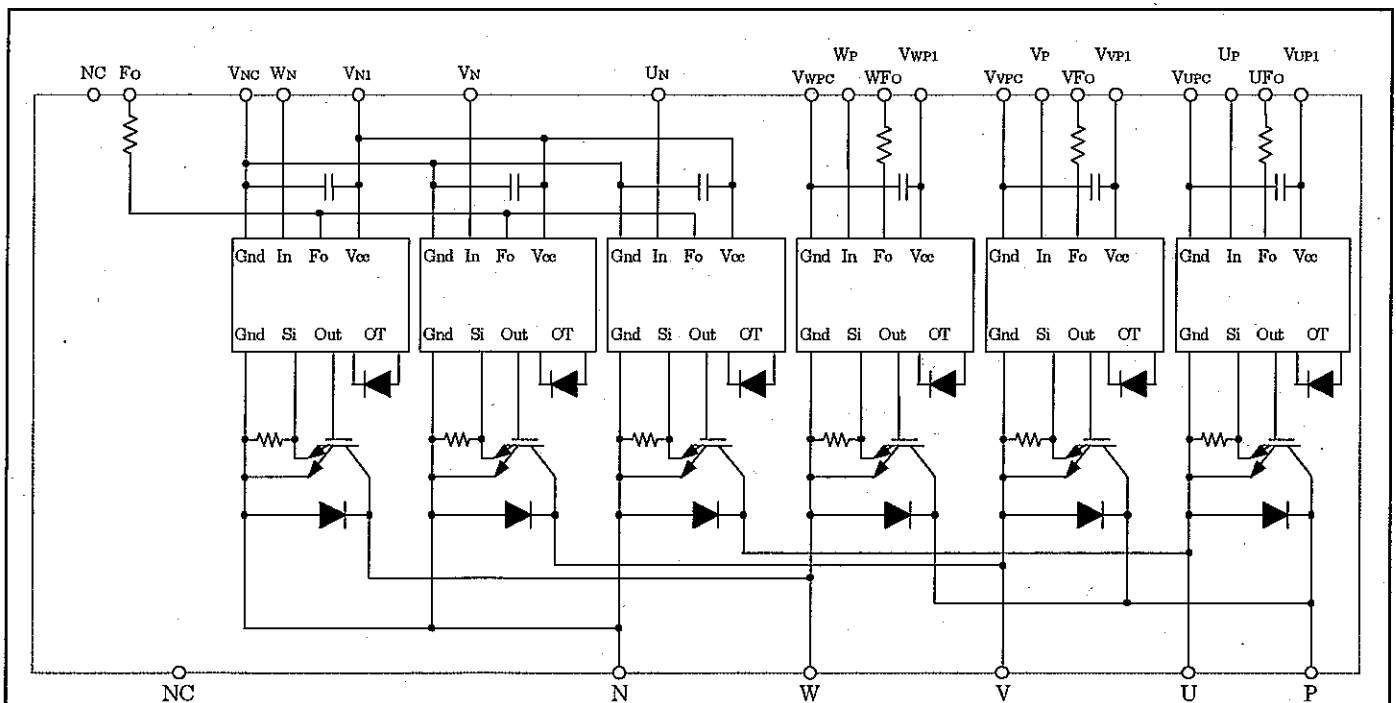 WP VWP1 VP VVP1 UP VUP1
NC FO VNC WN VN1 VN UN VWPC WFO VVPC VFO VUPC UFO
Gnd In Fo Vcc Gnd In Fo Vcc Gnd In Fo Vcc Gnd In Fo Vcc Gnd In Fo Vcc Gnd In Fo Vcc
Gnd Si Out OT Gnd Si Out OT Gnd Si Out OT Gnd Si Out OT Gnd Si Out OT Gnd Si Out OT
NC N W V U P